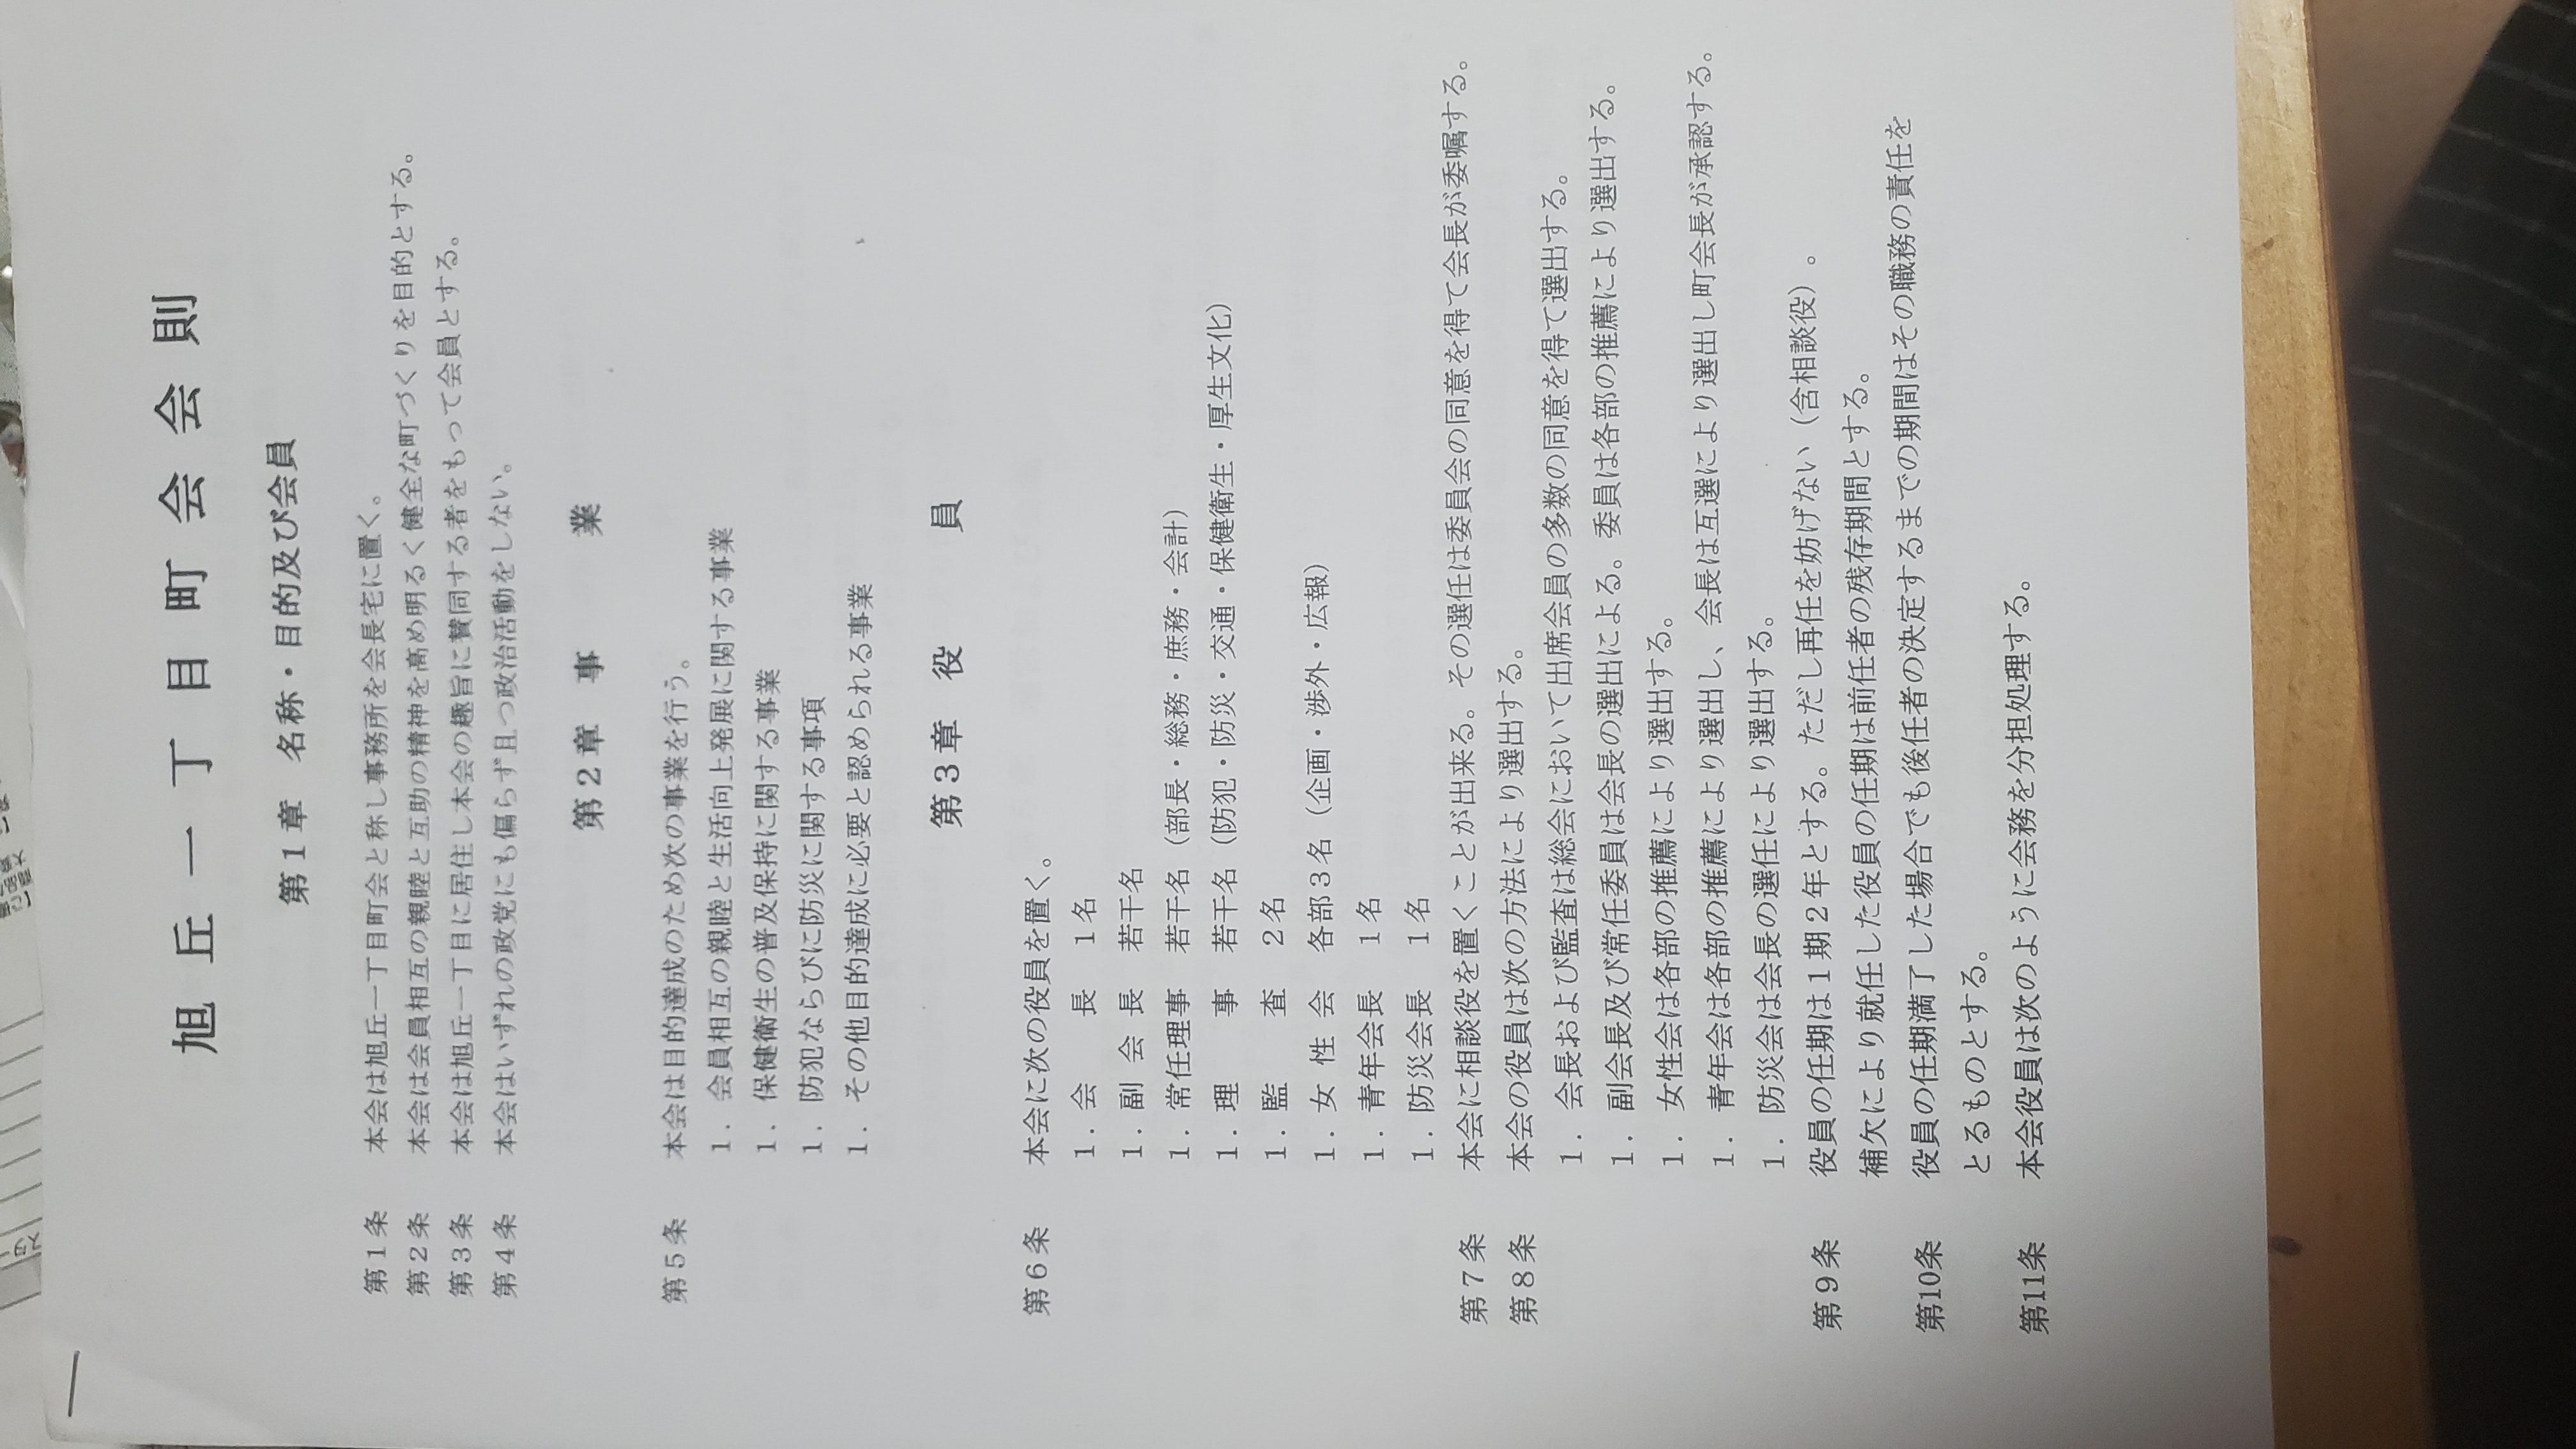 旭丘一丁目町会会則
第１章　名称・目的及び会員
第１条　本会は旭丘一丁目町会と称し事務所を会長宅に置く。
第２条　本会は会員相互の親睦と互助の精神を高め明るく健全な町づくりを目的とする。
第３条　本会は旭丘一丁目に居住し本会の趣旨に賛同する者をもって会員とする。
第４条　本会はいずれの政党にも偏らず且つ政治活動をしない。
第２章　事　　　業
第５条　本会は目的達成のため次の事業を行う。
１．会員相互の親睦と生活向上発展に関する事業
１．保健衛生の普及保持に関する事業
１．防犯ならびに防災に関する事項
１．その他目的達成に必要と認められる事業
第３章　役　　　員
第６条　本会に次の役員を置く。
１．会　　長　１名
１．副 会 長　若干名
１．常任理事　若干名（部長・総務・庶務・会計）
１．理　　事　若干名（防犯・防災・交通・保健衛生・厚生文化）
１．監　　査　２名
１．女 性 会　各部３名（企画・渉外・広報）
１．青年会長　１名
１．防災会長　１名
第７条　本会に相談役を置くことが出来る。その選任は委員会の同意を得て会長が委嘱する。
第８条　本会の役員は次の方法により選出する。
１．会長および監査は総会において出席会員の多数の同意を得て選出する。
１．副会長及び常任委員は会長の選出による。委員は各部の推薦により選出する。
１．女性会は各部の推薦により選出する。
１．青年会は各部の推薦により選出し、会長は互選により選出し町会長が承認する。
１．防災会は会長の選任により選出する。
第９条　役員の任期は１期２年とする。ただし再任を妨げない（含相談役）。
補欠により就任した役員の任期は前任者の残存期間とする。
第10条　役員の任期満了した場合でも後任者の決定するまでの期間はその職務の責任を
とるものとする。
第11条　本会役員は次のように会務を分担処理する。